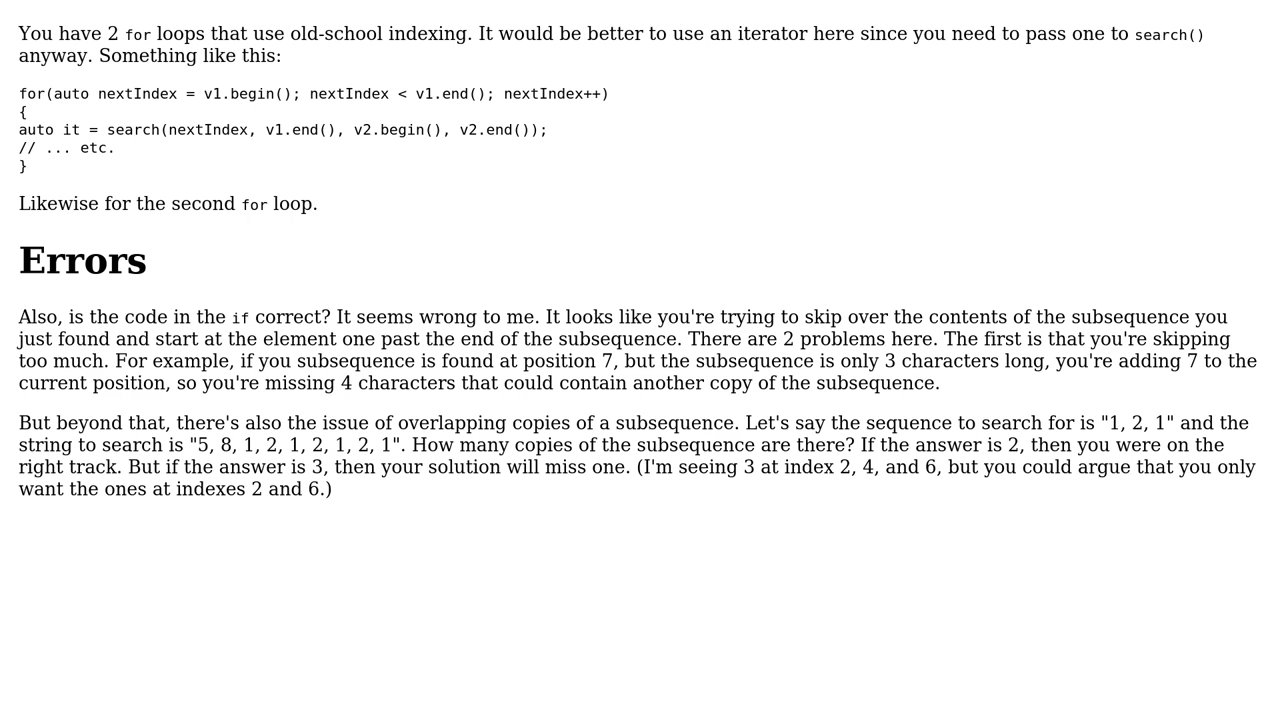 You have 2 for loops that use old-school indexing. It would be better to use an iterator here since you need to pass one to search()
anyway. Something like this:
for(auto nextIndex = v1.begin(); nextIndex < v1.end(); nextIndex++)
{
auto it = search(nextIndex, v1.end(), v2.begin(), v2.end());
// ... etc.
}
Likewise for the second for loop.
Errors
Also, is the code in the if correct? It seems wrong to me. It looks like you're trying to skip over the contents of the subsequence you
just found and start at the element one past the end of the subsequence. There are 2 problems here. The first is that you're skipping
too much. For example, if you subsequence is found at position 7, but the subsequence is only 3 characters long, you're adding 7 to the
current position, so you're missing 4 characters that could contain another copy of the subsequence.
But beyond that, there's also the issue of overlapping copies of a subsequence. Let's say the sequence to search for is "1, 2, 1" and the
string to search is "5, 8, 1, 2, 1, 2, 1, 2, 1". How many copies of the subsequence are there? If the answer is 2, then you were on the
right track. But if the answer is 3, then your solution will miss one. (I'm seeing 3 at index 2, 4, and 6, but you could argue that you only
want the ones at indexes 2 and 6.)